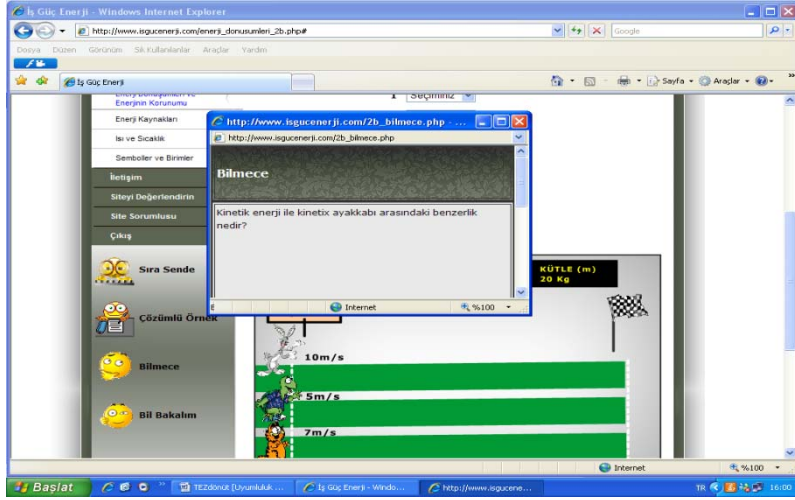 İş Güç Enerji - Windows Internet Explorer
http://www.isgucenerji.com/enerji_donusumleri_2b.php#
Google
Dosya Düzen Görünüm Sık Kullanılanlar Araçlar Yardım
İş Güç Enerji
Sayfa Araçlar
Enerjinin Korunumu
1 Seçiminiz
Enerji Kaynakları
Isı ve Sıcaklık
Semboller ve Birimler
İletişim
Siteyi Değerlendirin
Site Sorumlusu
Çıkış
http://www.isgucenerji.com/2b_bilmece.php - ...
http://www.isgucenerji.com/2b_bilmece.php
Bilmece
Kinetik enerji ile kinetix ayakkabı arasındaki benzerlik
nedir?
Internet %100
Sıra Sende
Çözümlü Örnek
Bilmece
Bil Bakalım
KÜTLE (m)
20 Kg
10m/s
5m/s
7m/s
Internet %100
Başlat
TEZdönüt [Uyumluluk ...
İş Güç Enerji - Windo...
http://www.isgucene...
TR
16:00